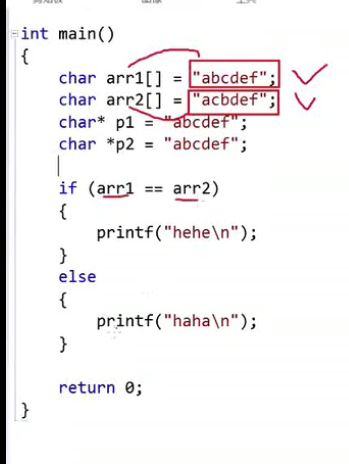 int main()
{
char arr1[] = "abcdef";
char arr2[] = "acbdef";
char* p1 = "abcdef";
char *p2 = "abcdef";
if (arr1 == arr2)
{
printf("hehe\n");
}
else
{
printf("haha\n");
}
return 0;
}